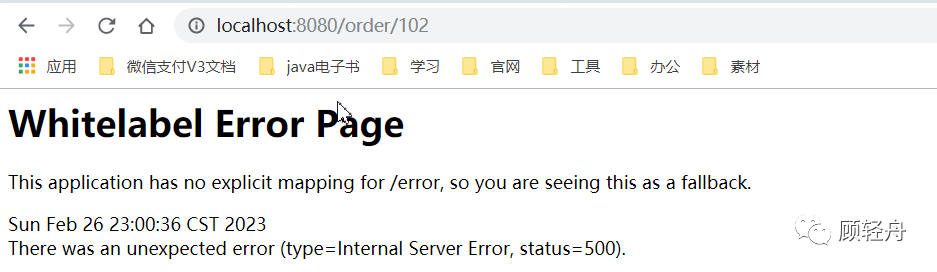 localhost:8080/order/102
应用 微信支付V3文档 java电子书 学习 官网 工具 办公 素材
Whitelabel Error Page
This application has no explicit mapping for /error, so you are seeing this as a fallback.
Sun Feb 26 23:00:36 CST 2023
There was an unexpected error (type=Internal Server Error, status=500).
顾轻舟